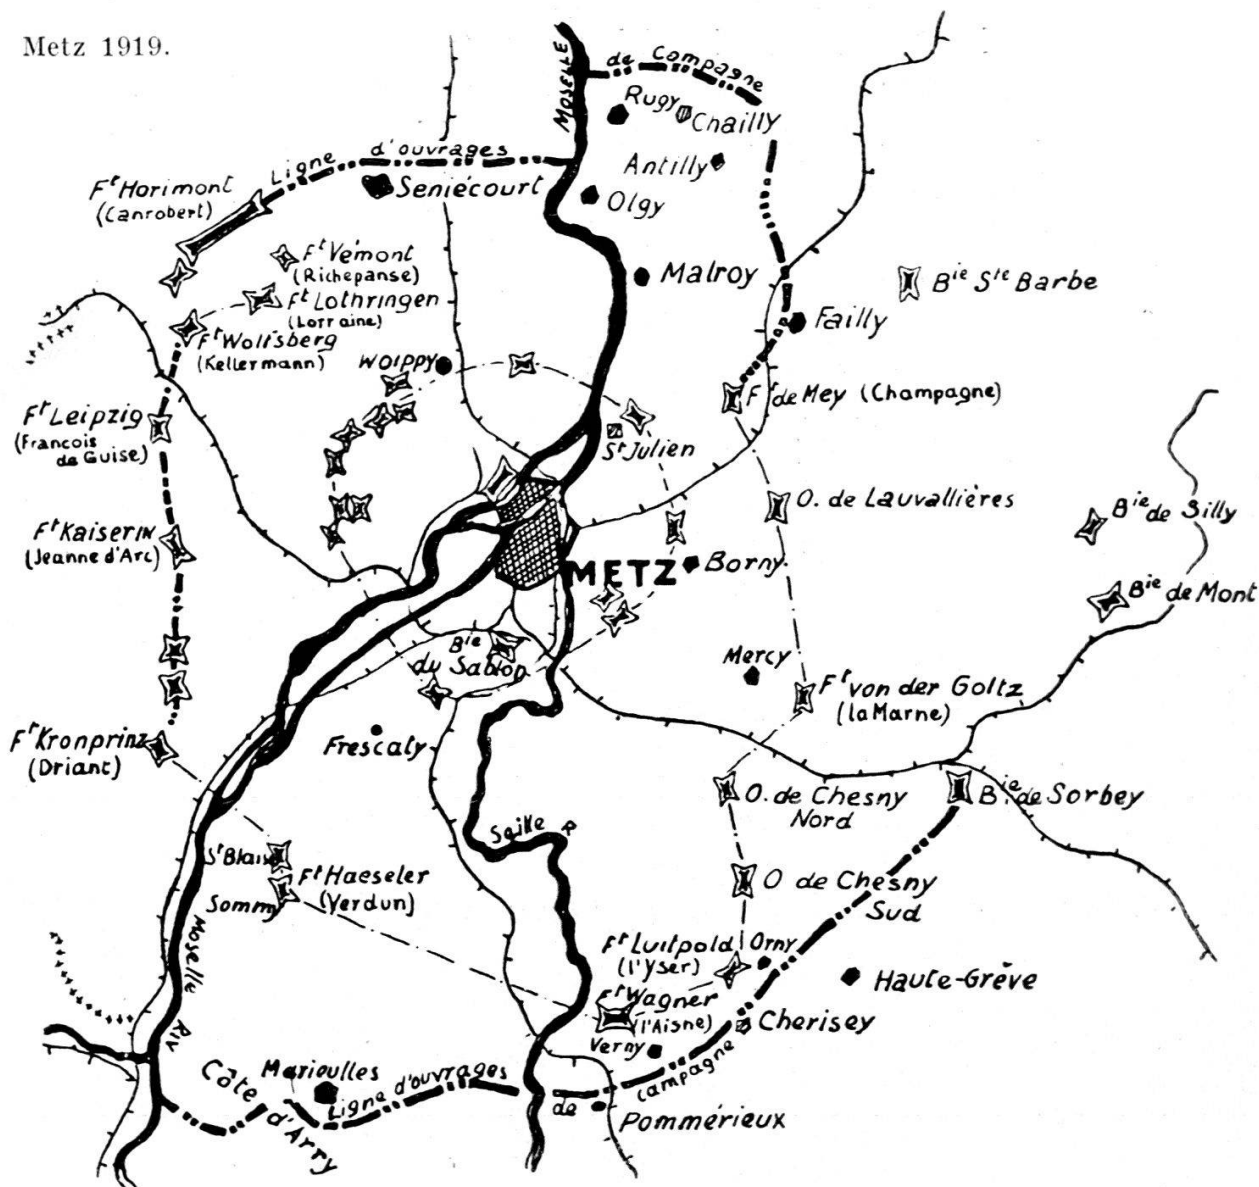 Metz 1919.
MOSELLE
de Campagne
Rugy
Chailly
Antilly
Olgy
Ligne d'ouvrages
Seniécourt
Fᵗ Horimont
(Canrobert)
Fᵗ Vémont
(Richepanse)
Fᵗ Lothringen
(Lorraine)
Fᵗ Wolfsberg
(Kellermann)
Malroy
Bⁱᵉ Sᵗᵉ Barbe
Failly
Woippy
Fᵗ de Mey (Champagne)
Fᵗ Leipzig
(Francois
de Guise)
Sᵗ Julien
O. de Lauvallières
Bⁱᵉ de Silly
Fᵗ Kaiserin
(Jeanne d'Arc)
METZ
Borny
Bⁱᵉ de Mont
Bⁱᵉ
du Sablon
Mercy
Fᵗ von der Goltz
(la Marne)
Fᵗ Kronprinz
(Driant)
Frescaty
O. de Chesny
Nord
Bⁱᵉ de Sorbey
Seille R
Sᵗ Blaise
Fᵗ Haeseler
(Verdun)
Sommy
O de Chesny
Sud
Moselle
Riv
Fᵗ Luitpold
(l'Yser)
Orny
Haute-Grève
Fᵗ Wagner
(l'Aisne)
Cherisey
Verny
Marioulles
Côte
d'Arry
Ligne d'ouvrages
de
campagne
Pommérieux